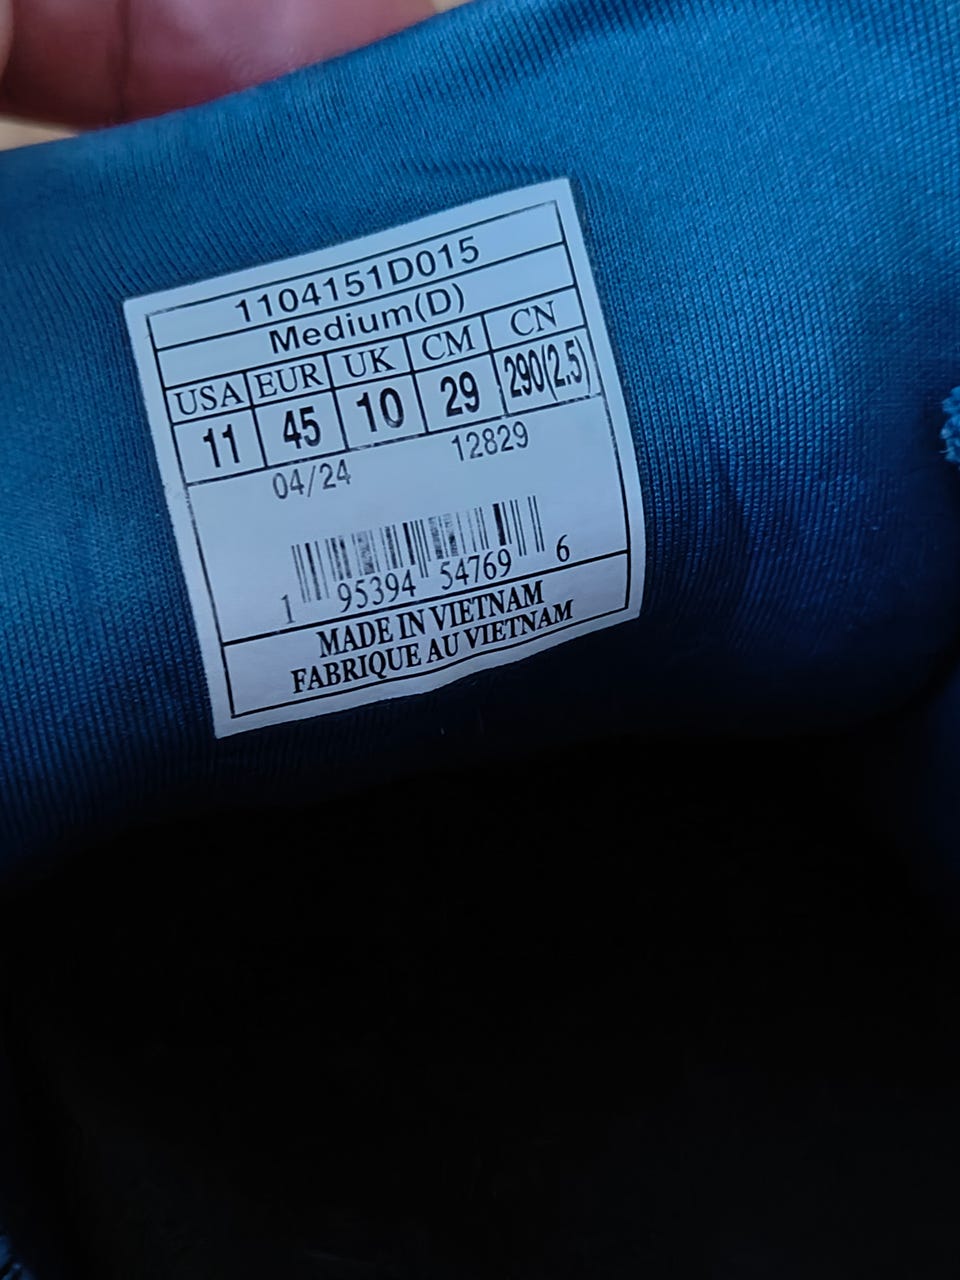 1104151D015
Medium(D)
USA EUR UK CM CN
11 45 10 29 290(2.5)
04/24 12829
1 95394 54769 6
MADE IN VIETNAM
FABRIQUE AU VIETNAM